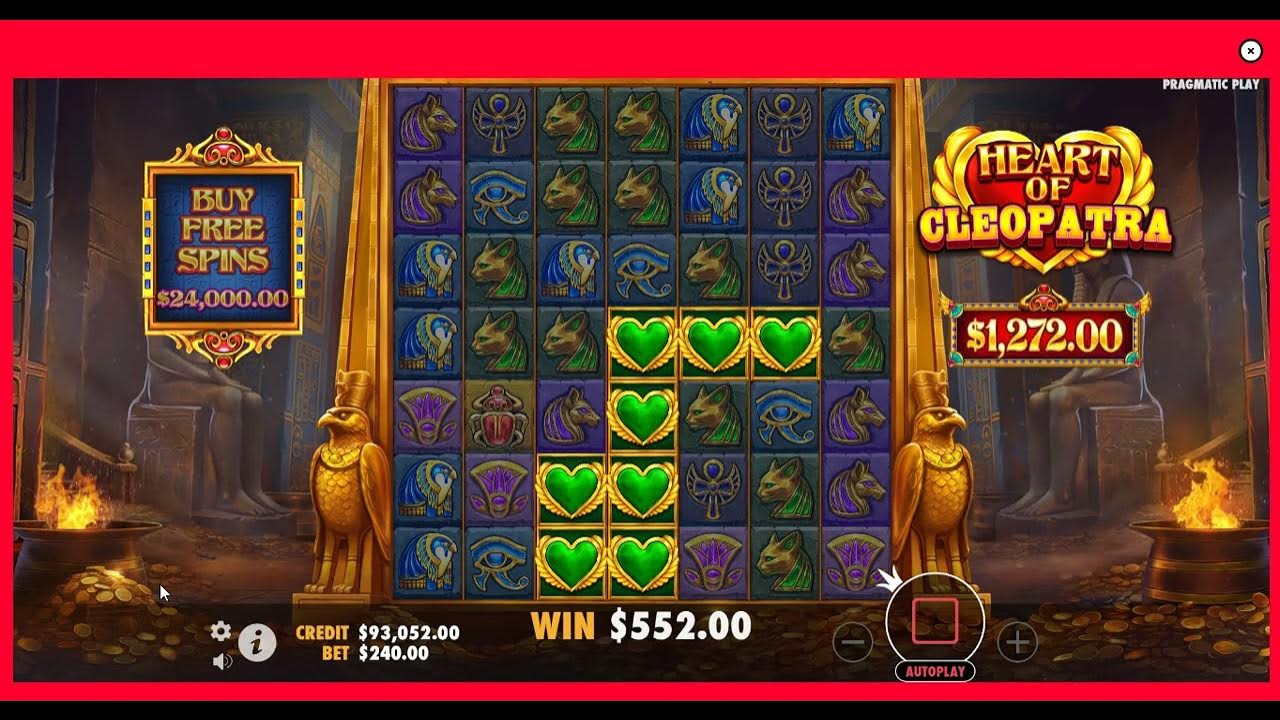 PRAGMATIC PLAY
BUY
FREE
SPINS
$24,000.00
HEART
OF
CLEOPATRA
$1,272.00
WIN $552.00
CREDIT $93,052.00
BET $240.00
AUTOPLAY